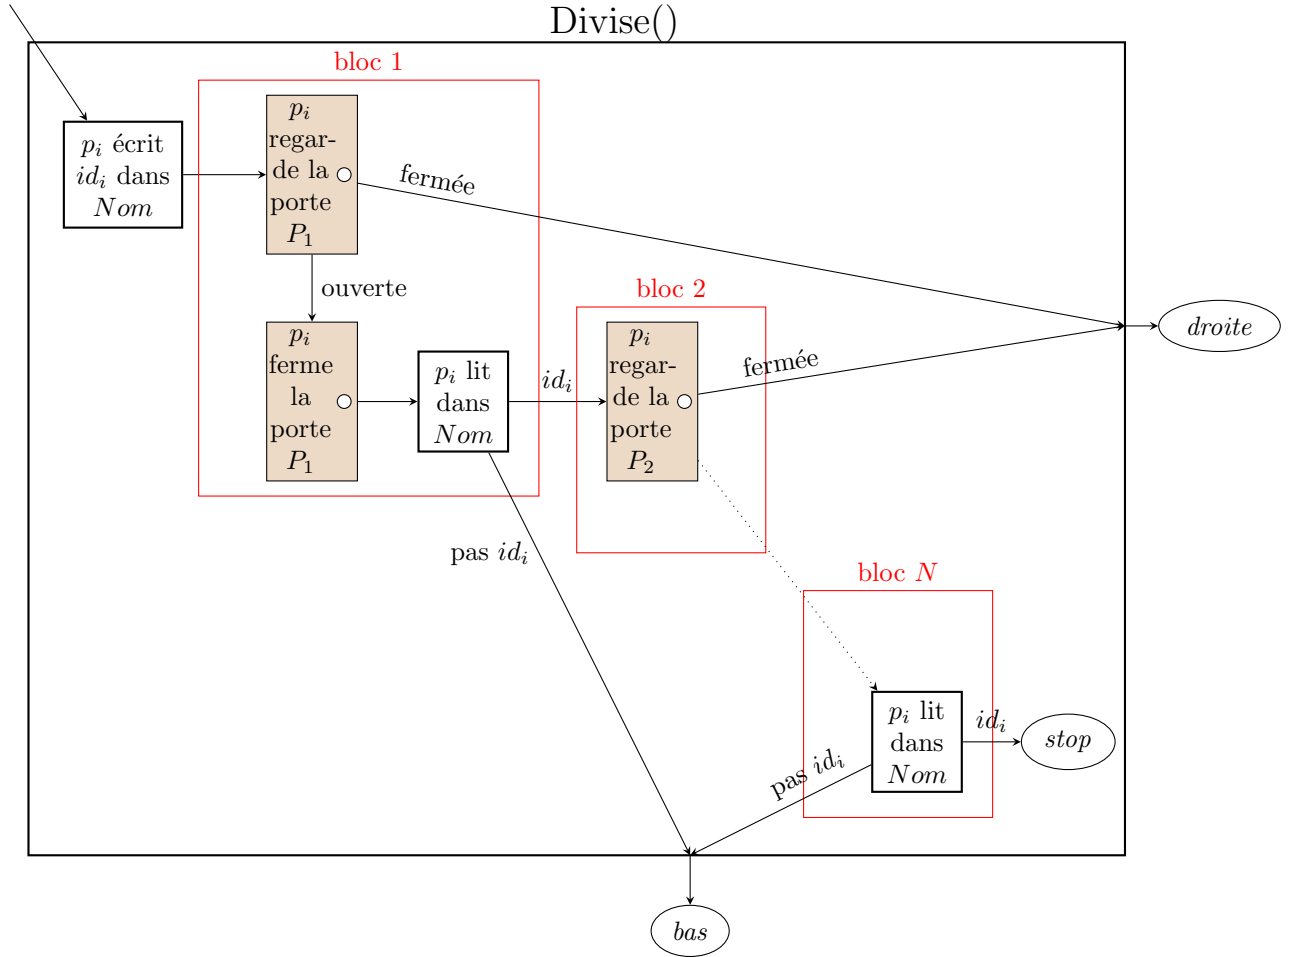 Divise()
bloc 1
p_i écrit
id_i dans
Nom
p_i
regar-
de la
porte
P_1
fermée
ouverte
bloc 2
droite
p_i
ferme
la
porte
P_1
p_i lit
dans
Nom
id_i
p_i
regar-
de la
porte
P_2
fermée
pas id_i
bloc N
p_i lit
dans
Nom
id_i
stop
pas id_i
bas